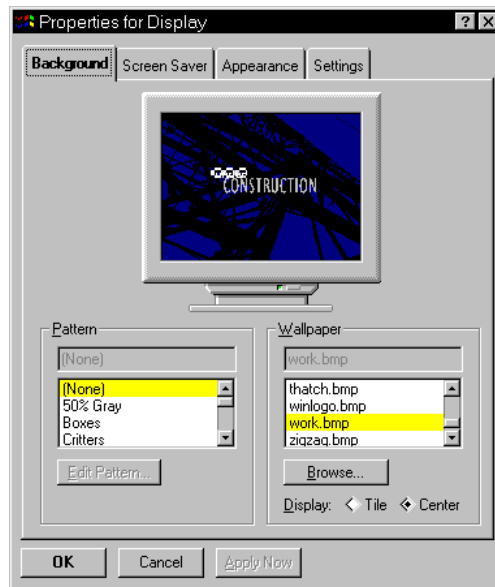 Properties for Display
Background Screen Saver Appearance Settings
CONSTRUCTION
Pattern
(None)
(None)
50% Gray
Boxes
Critters
Edit Pattern...
Wallpaper
work.bmp
thatch.bmp
winlogo.bmp
work.bmp
zigzag.bmp
Browse...
Display: Tile Center
OK Cancel Apply Now